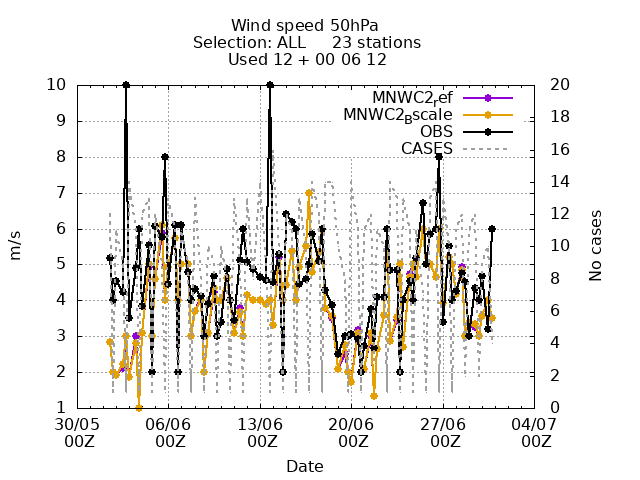 Wind speed 50hPa
Selection: ALL 23 stations
Used 12 + 00 06 12
MNWC2ref
MNWC2Bscale
OBS
CASES
m/s
10
9
8
7
6
5
4
3
2
1
No cases
20
18
16
14
12
10
8
6
4
2
0
30/05 06/06 13/06 20/06 27/06 04/07
00Z 00Z 00Z 00Z 00Z 00Z
Date